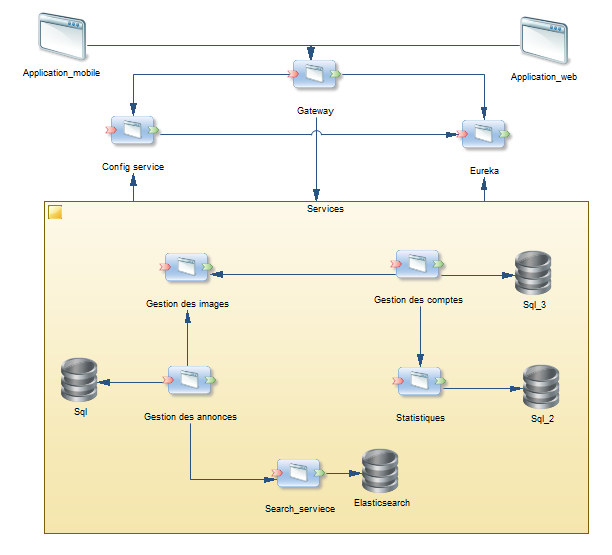 Application_mobile
Application_web
Gateway
Config service
Eureka
Services
Gestion des images
Gestion des comptes
Sql_3
Sql
Gestion des annonces
Statistiques
Sql_2
Search_serviece
Elasticsearch